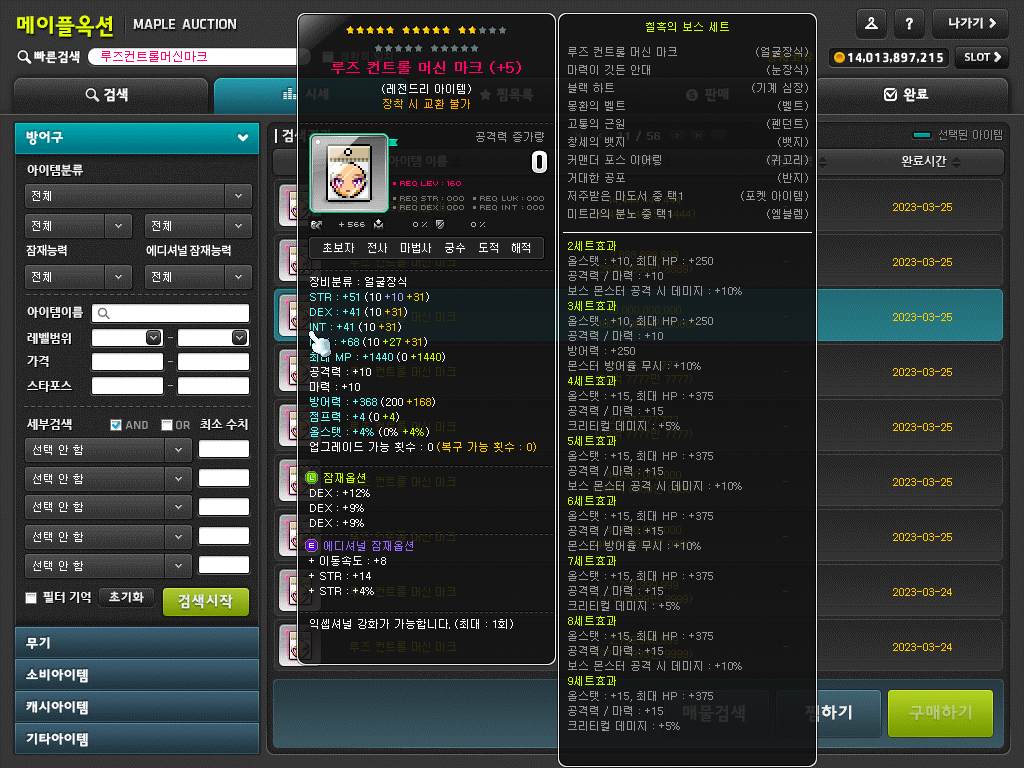 메이플옥션 MAPLE AUCTION
? 나가기
빠른검색 루즈컨트롤머신마크
14,013,897,215 SLOT
검색
시세
찜목록
판매
완료
방어구
아이템분류
전체
전체 전체
잠재능력 에디셔널 잠재능력
전체 전체
아이템이름
레벨범위 -
가격 -
스타포스 -
세부검색 AND OR 최소 수치
선택 안 함
선택 안 함
선택 안 함
선택 안 함
선택 안 함
필터 기억 초기화 검색시작
무기
소비아이템
캐시아이템
기타아이템
루즈 컨트롤 머신 마크 (+5)
(레전드리 아이템)
장착 시 교환 불가
공격력 증가량
0
REQ LEV : 160
REQ STR : 000 REQ LUK : 000
REQ DEX : 000 REQ INT : 000
+ 566 0 % 0 %
초보자 전사 마법사 궁수 도적 해적
장비분류 : 얼굴장식
STR : +51 (10 +10 +31)
DEX : +41 (10 +31)
INT : +41 (10 +31)
: +68 (10 +27 +31)
최대 MP : +1440 (0 +1440)
공격력 : +10
마력 : +10
방어력 : +368 (200 +168)
점프력 : +4 (0 +4)
올스탯 : +4% (0% +4%)
업그레이드 가능 횟수 : 0 (복구 가능 횟수 : 0)
L 잠재옵션
DEX : +12%
DEX : +9%
DEX : +9%
E 에디셔널 잠재옵션
+ 이동속도 : +8
+ STR : +14
+ STR : +4%
익셉셔널 강화가 가능합니다. (최대 : 1회)
루즈 컨트롤 머신 마크
칠흑의 보스 세트
루즈 컨트롤 머신 마크 (얼굴장식)
마력이 깃든 안대 (눈장식)
블랙 하트 (기계 심장)
몽환의 벨트 (벨트)
고통의 근원 (펜던트)
창세의 뱃지 (뱃지)
커맨더 포스 이어링 (귀고리)
거대한 공포 (반지)
저주받은 마도서 중 택1 (포켓 아이템)
미트라의 분노 중 택1 (엠블렘)
2세트효과
올스탯 : +10, 최대 HP : +250
공격력 / 마력 : +10
보스 몬스터 공격 시 데미지 : +10%
3세트효과
올스탯 : +10, 최대 HP : +250
공격력 / 마력 : +10
방어력 : +250
몬스터 방어율 무시 : +10%
4세트효과
올스탯 : +15, 최대 HP : +375
공격력 / 마력 : +15
크리티컬 데미지 : +5%
5세트효과
올스탯 : +15, 최대 HP : +375
공격력 / 마력 : +15
보스 몬스터 공격 시 데미지 : +10%
6세트효과
올스탯 : +15, 최대 HP : +375
공격력 / 마력 : +15
몬스터 방어율 무시 : +10%
7세트효과
올스탯 : +15, 최대 HP : +375
공격력 / 마력 : +15
크리티컬 데미지 : +5%
8세트효과
올스탯 : +15, 최대 HP : +375
공격력 / 마력 : +15
보스 몬스터 공격 시 데미지 : +10%
9세트효과
올스탯 : +15, 최대 HP : +375
공격력 / 마력 : +15
크리티컬 데미지 : +5%
선택된 아이템
완료시간
2023-03-25
2023-03-25
2023-03-25
2023-03-25
2023-03-25
2023-03-25
2023-03-25
2023-03-24
2023-03-24
매물검색 찜하기 구매하기